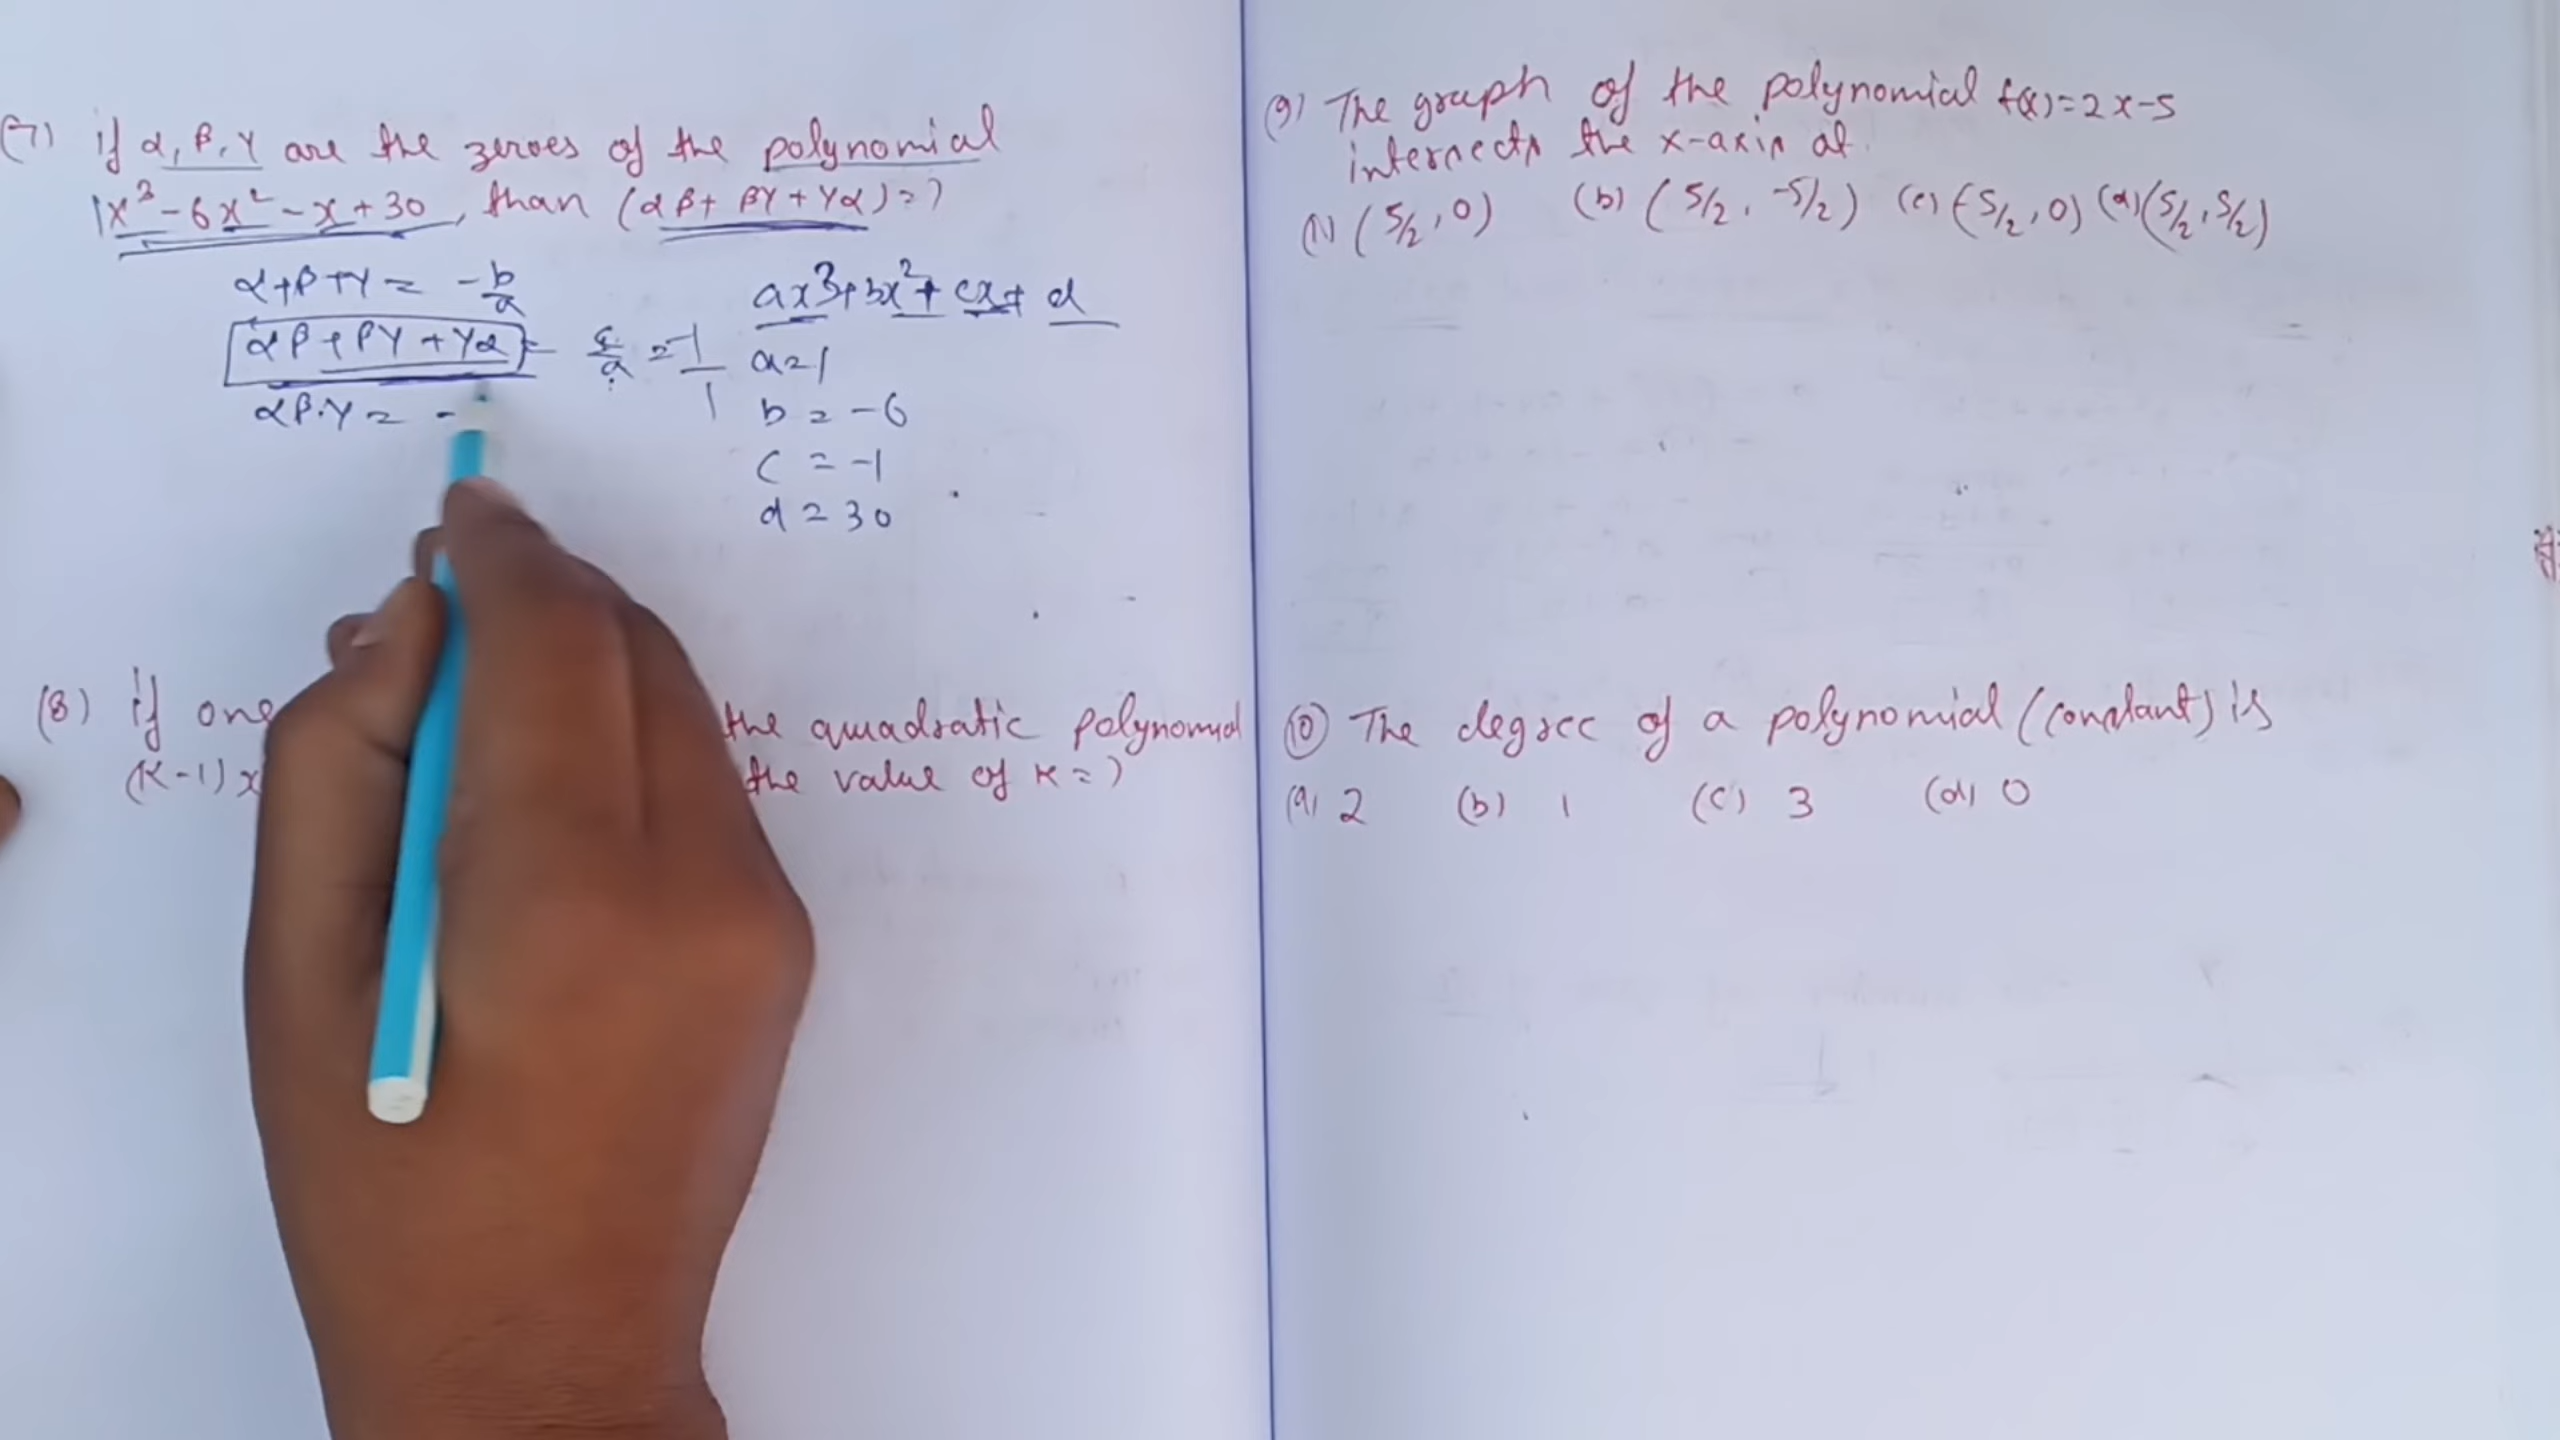 (7) if α, β, γ are the zeroes of the polynomial
1x³-6x²-x+30, than (αβ+ βγ+γα)=?
α+β+γ= -b/a
αβ+βγ+γα = c/a = -1/1
αβ.γ= -
ax³+bx²+cx+d
a=1
b = -6
c = -1
d = 30
(8) if one the quadratic polynomial
(K-1)x the value of K=?
(9) The graph of the polynomial f(x)=2x-5
intersects the x-axis at
(5/2, 0) (b) (5/2, -5/2) (c) (-5/2, 0) (d) (5/2, 5/2)
(10) The degree of a polynomial (constant) is
(a) 2 (b) 1 (c) 3 (d) 0